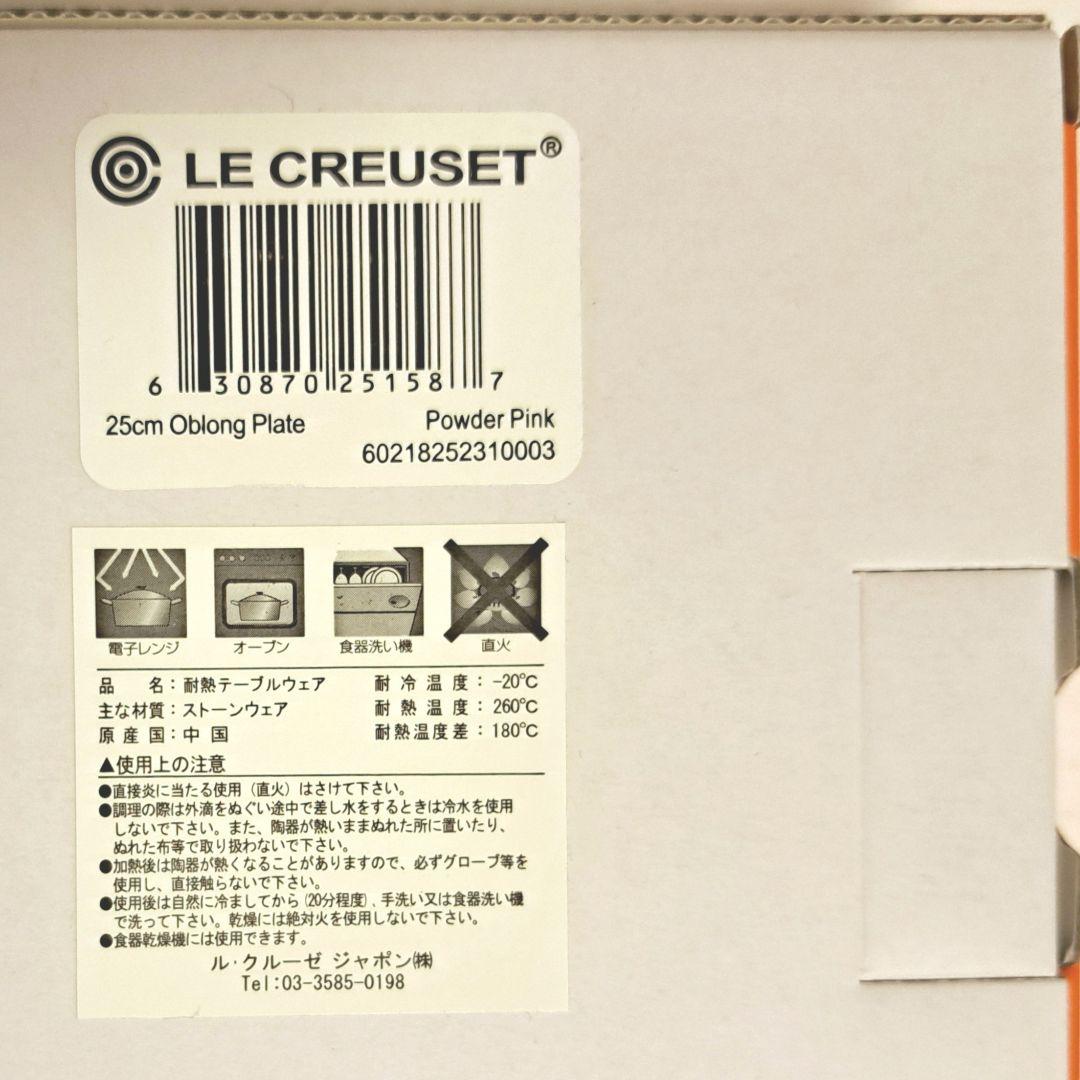 LE CREUSET®
6 30870 25158 7
25cm Oblong Plate Powder Pink
60218252310003
電子レンジ オーブン 食器洗い機 直火
品 名：耐熱テーブルウェア 耐冷温度：-20℃
主な材質：ストーンウェア 耐熱温度：260℃
原産国：中国 耐熱温度差：180℃
▲使用上の注意
●直接炎に当たる使用（直火）はさけて下さい。
●調理の際は外滴をぬぐい途中で差し水をするときは冷水を使用
しないで下さい。また、陶器が熱いままぬれた所に置いたり、
ぬれた布等で取り扱わないで下さい。
●加熱後は陶器が熱くなることがありますので、必ずグローブ等を
使用し、直接触らないで下さい。
●使用後は自然に冷ましてから(20分程度)、手洗い又は食器洗い機
で洗って下さい。乾燥には絶対火を使用しないで下さい。
●食器乾燥機には使用できます。
ル・クルーゼ ジャポン㈱
Tel:03-3585-0198